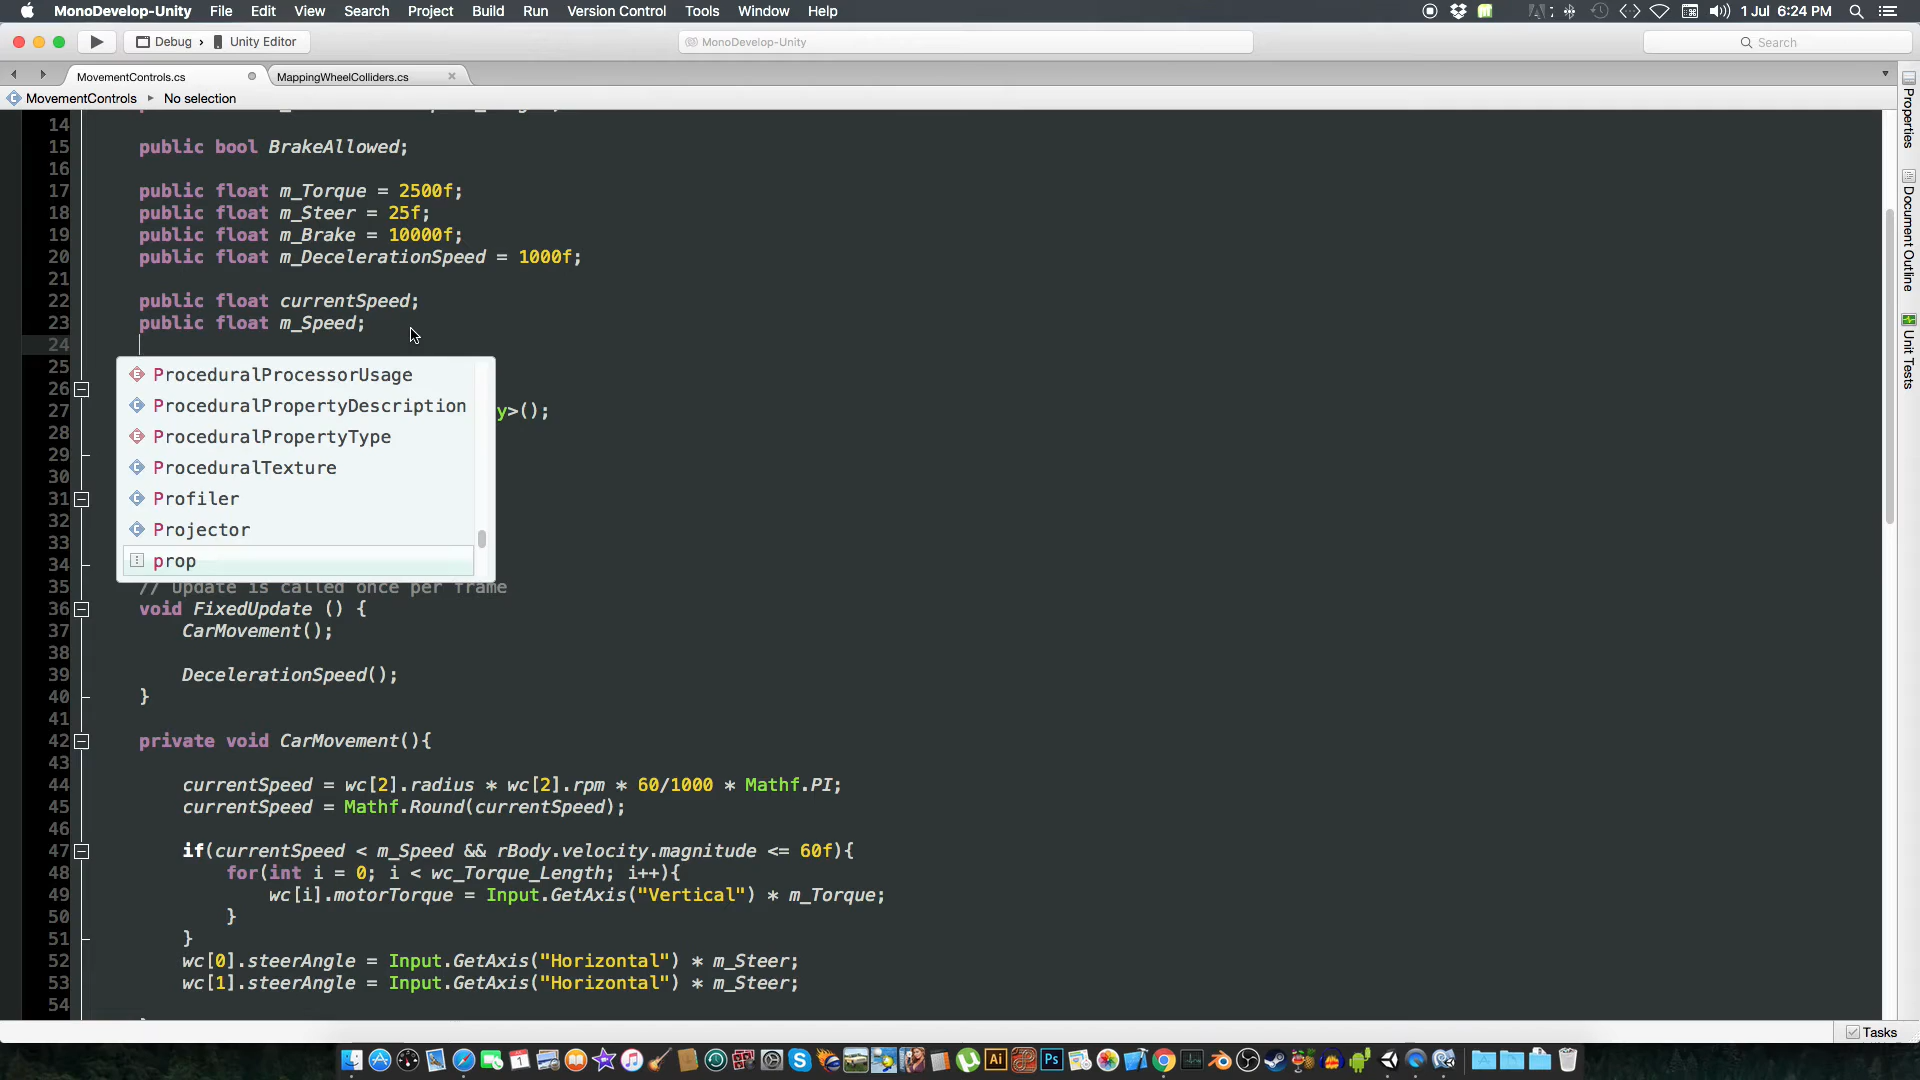 MonoDevelop-Unity File Edit View Search Project Build Run Version Control Tools Window Help 1 Jul 6:24 PM
Debug › Unity Editor MonoDevelop-Unity Search
MovementControls.cs MappingWheelColliders.cs
MovementControls ▸ No selection
14
15 public bool BrakeAllowed;
16
17 public float m_Torque = 2500f;
18 public float m_Steer = 25f;
19 public float m_Brake = 10000f;
20 public float m_DecelerationSpeed = 1000f;
21
22 public float currentSpeed;
23 public float m_Speed;
24
25
ProceduralProcessorUsage
ProceduralPropertyDescription
ProceduralPropertyType
ProceduralTexture
Profiler
Projector
prop
26
27 y>();
28
29
30
31
32
33
34
35 // Update is called once per frame
36 void FixedUpdate () {
37 CarMovement();
38
39 DecelerationSpeed();
40 }
41
42 private void CarMovement(){
43
44 currentSpeed = wc[2].radius * wc[2].rpm * 60/1000 * Mathf.PI;
45 currentSpeed = Mathf.Round(currentSpeed);
46
47 if(currentSpeed < m_Speed && rBody.velocity.magnitude <= 60f){
48 for(int i = 0; i < wc_Torque_Length; i++){
49 wc[i].motorTorque = Input.GetAxis("Vertical") * m_Torque;
50 }
51 }
52 wc[0].steerAngle = Input.GetAxis("Horizontal") * m_Steer;
53 wc[1].steerAngle = Input.GetAxis("Horizontal") * m_Steer;
54
Properties
Document Outline
Unit Tests
Tasks